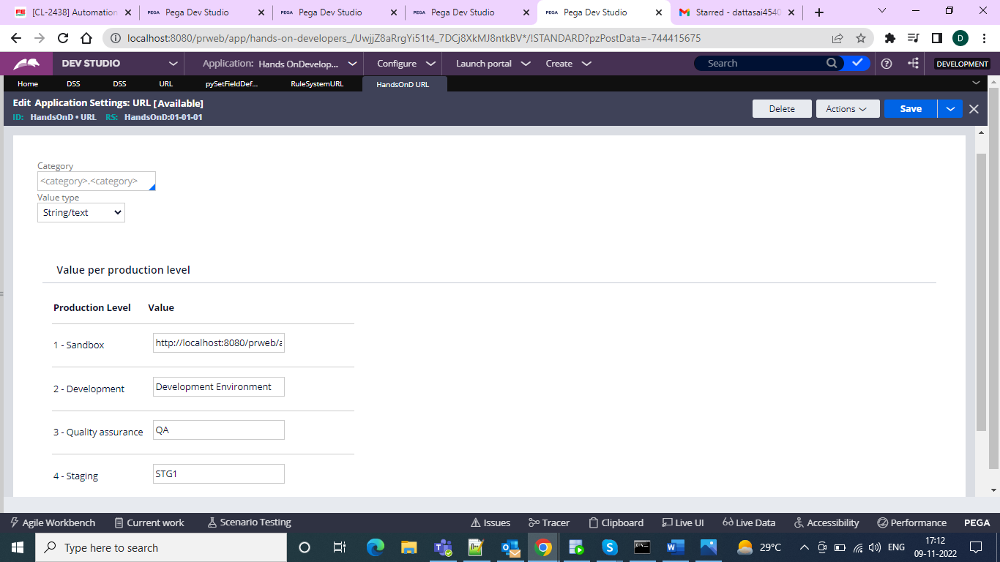 [CL-2438] Automation
PEGA Pega Dev Studio
PEGA Pega Dev Studio
PEGA Pega Dev Studio
PEGA Pega Dev Studio
Starred - dattasai4540
localhost:8080/prweb/app/hands-on-developers_/UwjjZ8aRrgYi51t4_7DCj8XkMJ8ntkBV*/!STANDARD?pzPostData=-744415675
D
DEV STUDIO
Application: Hands OnDevelop...
Configure
Launch portal
Create
Search
DEVELOPMENT
Home
DSS
DSS
URL
pySetFieldDef...
RuleSystemURL
HandsOnD URL
Edit Application Settings: URL [Available]
ID: HandsOnD • URL RS: HandsOnD:01-01-01
Delete
Actions
Save
Category
<category>.<category>
Value type
String/text
Value per production level
Production Level Value
1 - Sandbox http://localhost:8080/prweb/a
2 - Development Development Environment
3 - Quality assurance QA
4 - Staging STG1
Agile Workbench
Current work
Scenario Testing
Issues
Tracer
Clipboard
Live UI
Live Data
Accessibility
Performance
PEGA
Type here to search
29°C
ENG
17:12
09-11-2022